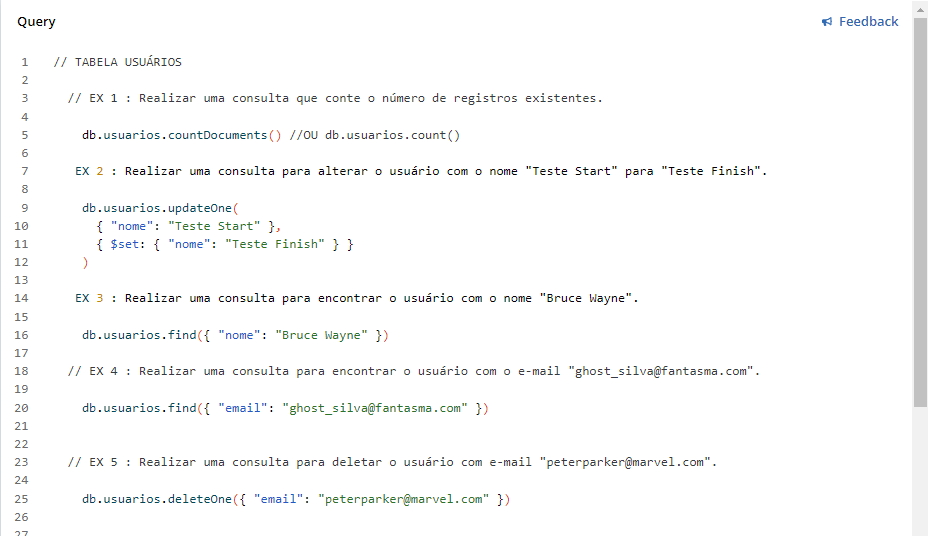 Query
Feedback
1 // TABELA USUÁRIOS
2
3 // EX 1 : Realizar uma consulta que conte o número de registros existentes.
4
5 db.usuarios.countDocuments() //OU db.usuarios.count()
6
7 EX 2 : Realizar uma consulta para alterar o usuário com o nome "Teste Start" para "Teste Finish".
8
9 db.usuarios.updateOne(
10 { "nome": "Teste Start" },
11 { $set: { "nome": "Teste Finish" } }
12 )
13
14 EX 3 : Realizar uma consulta para encontrar o usuário com o nome "Bruce Wayne".
15
16 db.usuarios.find({ "nome": "Bruce Wayne" })
17
18 // EX 4 : Realizar uma consulta para encontrar o usuário com o e-mail "ghost_silva@fantasma.com".
19
20 db.usuarios.find({ "email": "ghost_silva@fantasma.com" })
21
22
23 // EX 5 : Realizar uma consulta para deletar o usuário com e-mail "peterparker@marvel.com".
24
25 db.usuarios.deleteOne({ "email": "peterparker@marvel.com" })
26
27